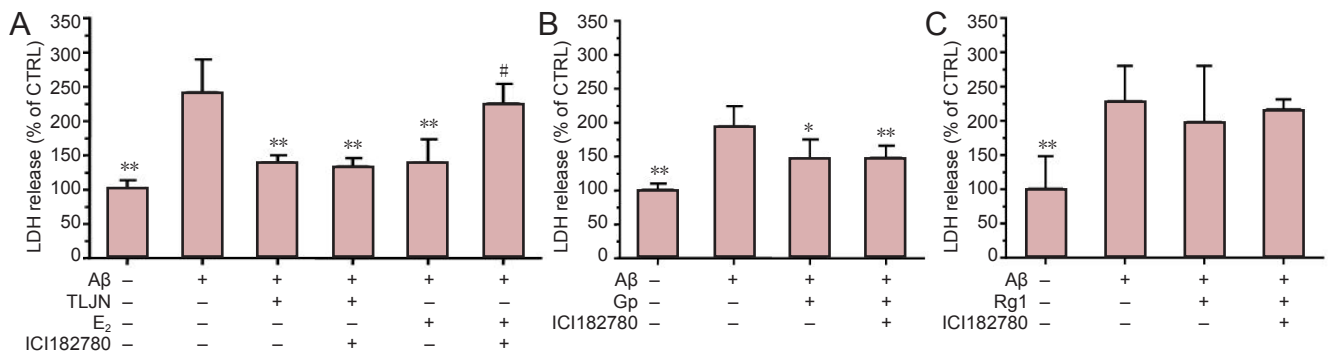 A
LDH release (% of CTRL)
350
300
250
200
150
100
50
0
** ** ** ** #
Aβ – + + + + +
TLJN – – + + – –
E₂ – – – – + +
ICI182780 – – – + – +
B
LDH release (% of CTRL)
350
300
250
200
150
100
50
0
** * **
Aβ – + + +
Gp – – + +
ICI182780 – – – +
C
LDH release (% of CTRL)
350
300
250
200
150
100
50
0
**
Aβ – + + +
Rg1 – – + +
ICI182780 – – – +